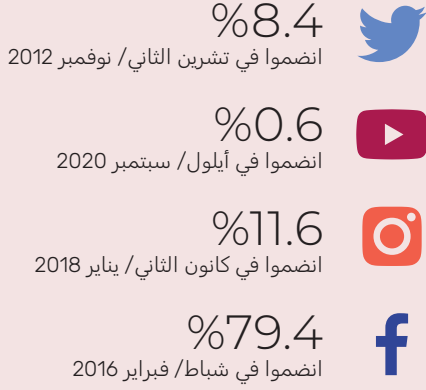 %8.4
انضموا في تشرين الثاني/ نوفمبر 2012
%0.6
انضموا في أيلول/ سبتمبر 2020
%11.6
انضموا في كانون الثاني/ يناير 2018
%79.4
انضموا في شباط/ فبراير 2016